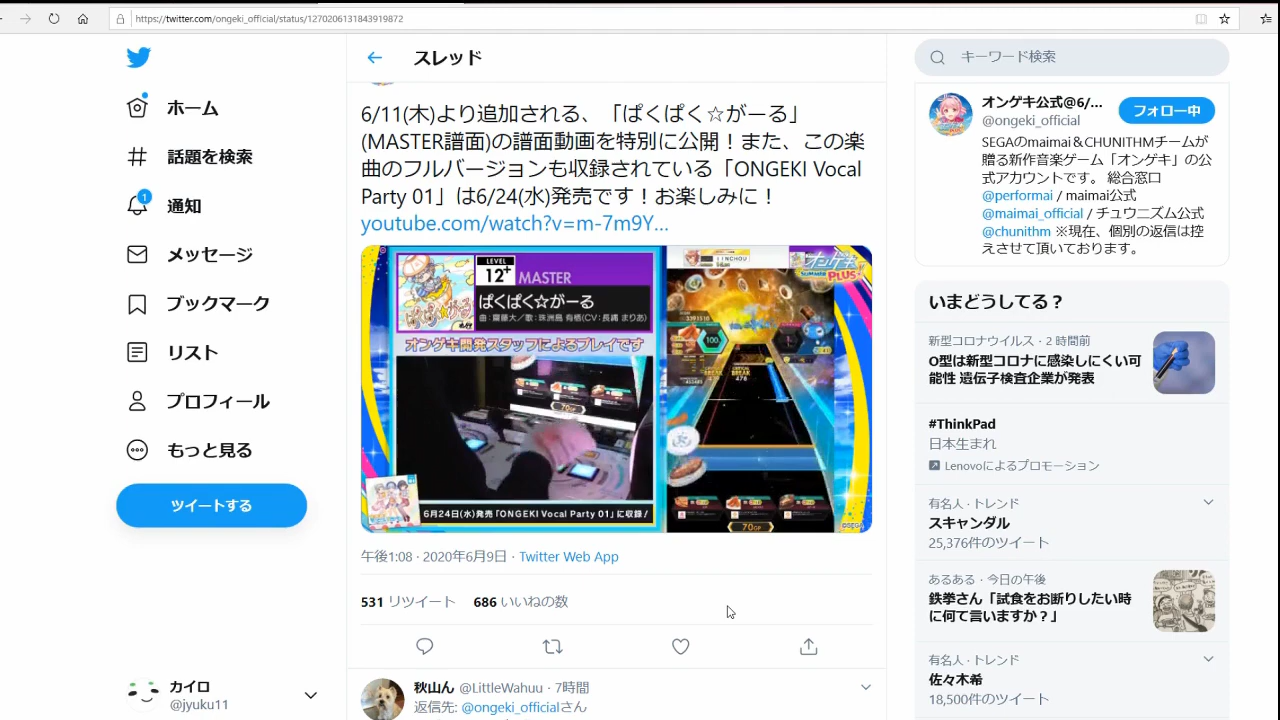 https://twitter.com/ongeki_official/status/1270206131843919872
ホーム
話題を検索
1
通知
メッセージ
ブックマーク
リスト
プロフィール
もっと見る
ツイートする
カイロ
@jyuku11
スレッド
6/11(木)より追加される、「ぱくぱく☆がーる」
(MASTER譜面)の譜面動画を特別に公開！また、この楽
曲のフルバージョンも収録されている「ONGEKI Vocal
Party 01」は6/24(水)発売です！お楽しみに！
youtube.com/watch?v=m-7m9Y…
LEVEL
12+ MASTER
ぱくぱく☆がーる
曲：齋藤大／歌：珠洲島 有栖(CV：長縄 まりあ)
オンゲキ開発スタッフによるプレイです
6月24日(水)発売「ONGEKI Vocal Party 01」に収録！
オンゲキ
SUMMER PLUS
70GP
©SEGA
午後1:08 · 2020年6月9日 · Twitter Web App
531 リツイート 686 いいねの数
秋山ん @LittleWahuu · 7時間
返信先: @ongeki_officialさん
キーワード検索
オンゲキ公式@6/...
@ongeki_official
フォロー中
SEGAのmaimai＆CHUNITHMチームが
贈る新作音楽ゲーム「オンゲキ」の公
式アカウントです。 総合窓口
@performai / maimai公式
@maimai_official / チュウニズム公式
@chunithm ※現在、個別の返信は控
えさせて頂いております。
いまどうしてる？
新型コロナウイルス · 2 時間前
O型は新型コロナに感染しにくい可
能性 遺伝子検査企業が発表
#ThinkPad
日本生まれ
Lenovoによるプロモーション
有名人 · トレンド
スキャンダル
25,376件のツイート
あるある · 今日の午後
鉄拳さん「試食をお断りしたい時
に何て言いますか？」
有名人 · トレンド
佐々木希
18,500件のツイート